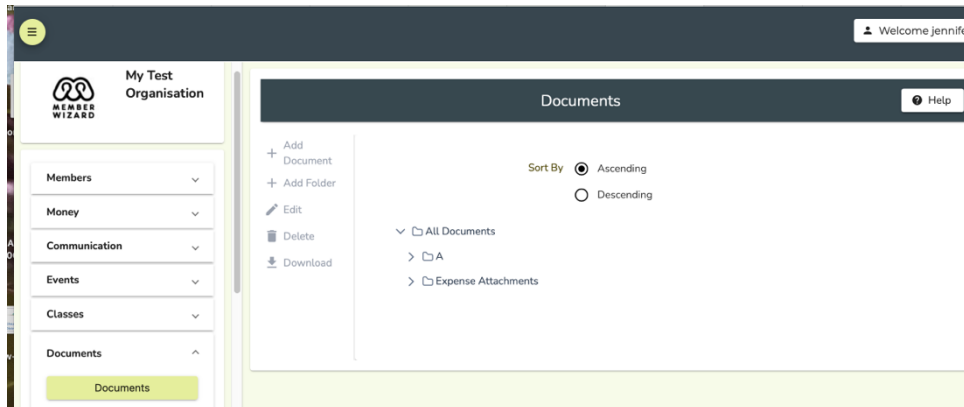 Welcome jennife
My Test
Organisation
MEMBER
WIZARD
Documents
Help
Members
Money
Communication
Events
Classes
Documents
Documents
Add
Document
Add Folder
Edit
Delete
Download
Sort By
Ascending
Descending
All Documents
A
Expense Attachments